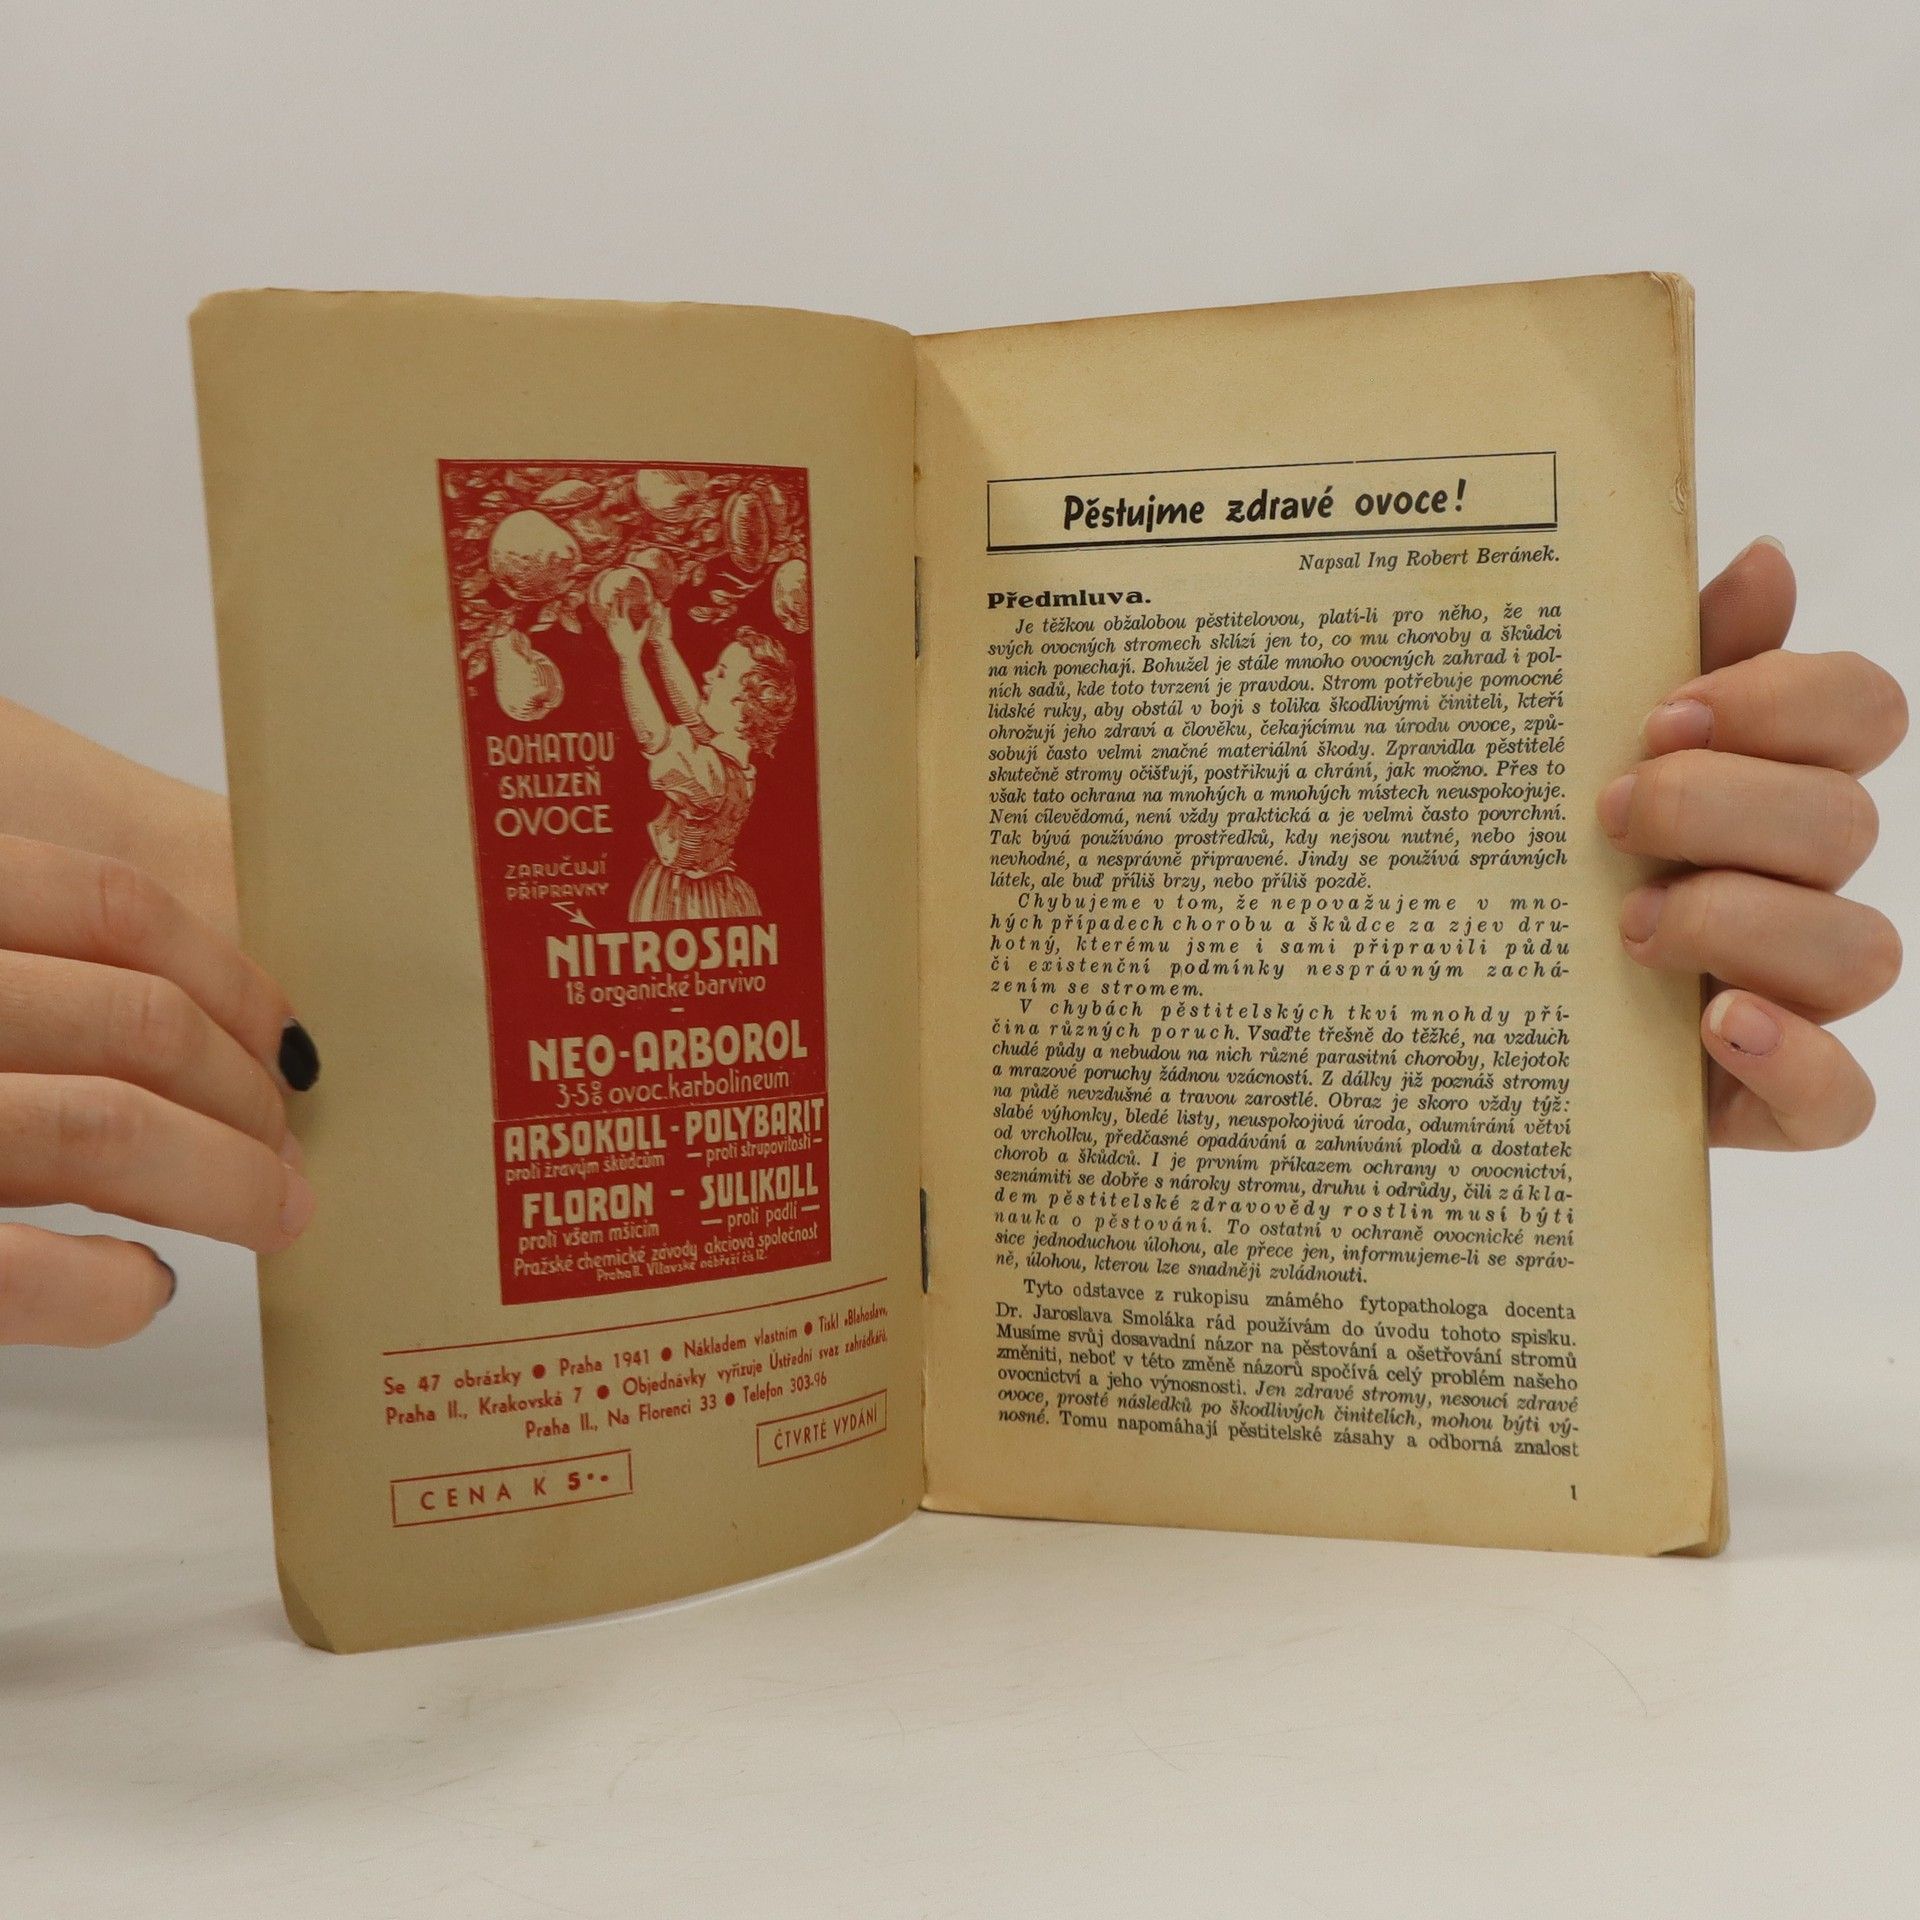 BOHATOU
SKLIZEŇ
OVOCE
ZARUČUJÍ
PŘÍPRAVKY
NITROSAN
1% organické barvivo
-
NEO-ARBOROL
3-5% ovoc. karbolineum
ARSOKOLL - POLYBARIT
proti žravým škůdcům — proti strupovitosti —
FLORON - SULIKOLL
proti všem mšicím — proti padlí —
Pražské chemické závody akciová společnost
Praha II. Vltavské nábřeží čís 12.
Se 47 obrázky ● Praha 1941 ● Nákladem vlastním ● Tiskl »Blahoslav«,
Praha II., Krakovská 7 ● Objednávky vyřizuje Ústřední svaz zahrádkářů,
Praha II., Na Florenci 33 ● Telefon 303-96
ČTVRTÉ VYDÁNÍ
CENA K 5·-
Pěstujme zdravé ovoce!
Napsal Ing Robert Beránek.
Předmluva.
Je těžkou obžalobou pěstitelovou, platí-li pro něho, že na
svých ovocných stromech sklízí jen to, co mu choroby a škůdci
na nich ponechají. Bohužel je stále mnoho ovocných zahrad i pol-
ních sadů, kde toto tvrzení je pravdou. Strom potřebuje pomocné
lidské ruky, aby obstál v boji s tolika škodlivými činiteli, kteří
ohrožují jeho zdraví a člověku, čekajícímu na úrodu ovoce, způ-
sobují často velmi značné materiální škody. Zpravidla pěstitelé
skutečně stromy očišťují, postřikují a chrání, jak možno. Přes to
však tato ochrana na mnohých a mnohých místech neuspokojuje.
Není cílevědomá, není vždy praktická a je velmi často povrchní.
Tak bývá používáno prostředků, kdy nejsou nutné, nebo jsou
nevhodné, a nesprávně připravené. Jindy se používá správných
látek, ale buď příliš brzy, nebo příliš pozdě.
Chybujeme v tom, že nepovažujeme v mno-
hých případech chorobu a škůdce za zjev dru-
hotný, kterému jsme i sami připravili půdu
či existenční podmínky nesprávným zachá-
zením se stromem.
V chybách pěstitelských tkví mnohdy pří-
čina různých poruch. Vsaďte třešně do těžké, na vzduch
chudé půdy a nebudou na nich různé parasitní choroby, klejotok
a mrazové poruchy žádnou vzácností. Z dálky již poznáš stromy
na půdě nevzdušné a travou zarostlé. Obraz je skoro vždy týž:
slabé výhonky, bledé listy, neuspokojivá úroda, odumírání větví
od vrcholku, předčasné opadávání a zahnívání plodů a dostatek
chorob a škůdců. I je prvním příkazem ochrany v ovocnictví,
seznámiti se dobře s nároky stromu, druhu i odrůdy, čili zákla-
dem pěstitelské zdravovědy rostlin musí býti
nauka o pěstování. To ostatní v ochraně ovocnické není
sice jednoduchou úlohou, ale přece jen, informujeme-li se správ-
ně, úlohou, kterou lze snadněji zvládnouti.
Tyto odstavce z rukopisu známého fytopathologa docenta
Dr. Jaroslava Smoláka rád používám do úvodu tohoto spisku.
Musíme svůj dosavadní názor na pěstování a ošetřování stromů
změniti, neboť v této změně názorů spočívá celý problém našeho
ovocnictví a jeho výnosnosti. Jen zdravé stromy, nesoucí zdravé
ovoce, prosté následků po škodlivých činitelích, mohou býti vý-
nosné. Tomu napomáhají pěstitelské zásahy a odborná znalost
1